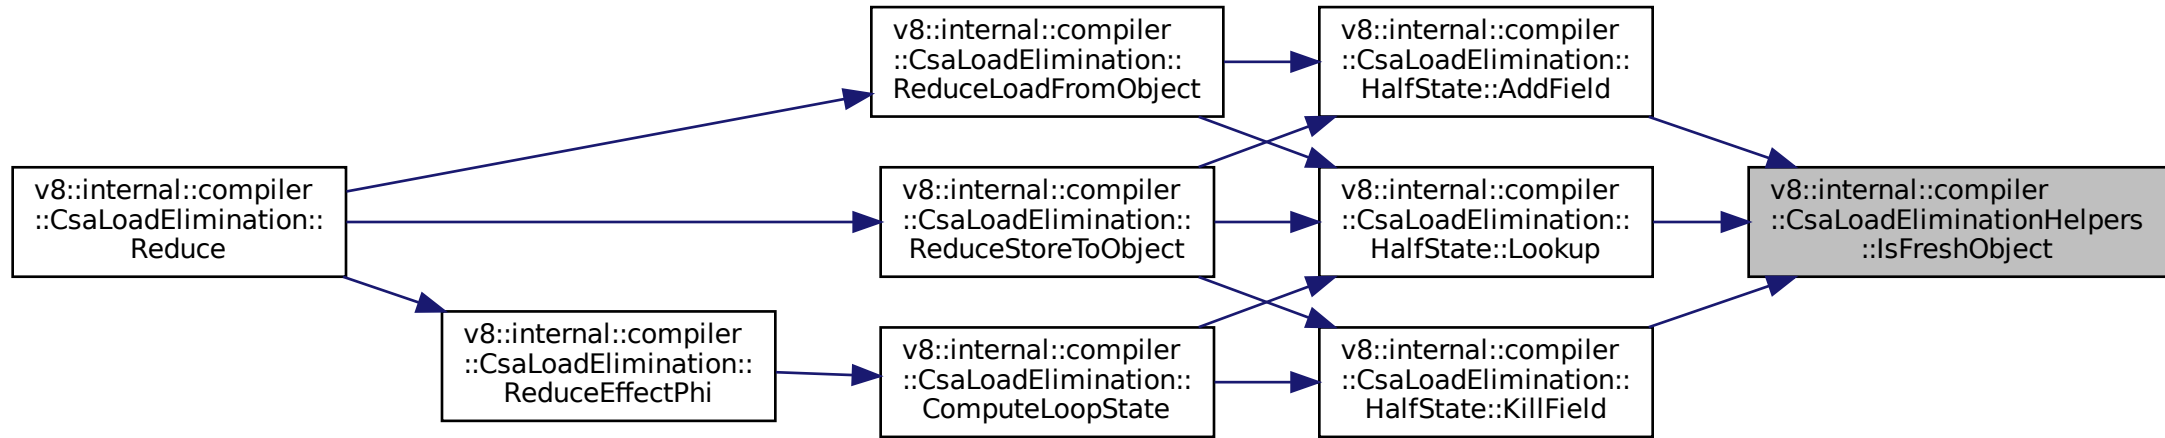 v8::internal::compiler
::CsaLoadElimination::
Reduce
v8::internal::compiler
::CsaLoadElimination::
ReduceEffectPhi
v8::internal::compiler
::CsaLoadElimination::
ReduceLoadFromObject
v8::internal::compiler
::CsaLoadElimination::
ReduceStoreToObject
v8::internal::compiler
::CsaLoadElimination::
ComputeLoopState
v8::internal::compiler
::CsaLoadElimination::
HalfState::AddField
v8::internal::compiler
::CsaLoadElimination::
HalfState::Lookup
v8::internal::compiler
::CsaLoadElimination::
HalfState::KillField
v8::internal::compiler
::CsaLoadEliminationHelpers
::IsFreshObject